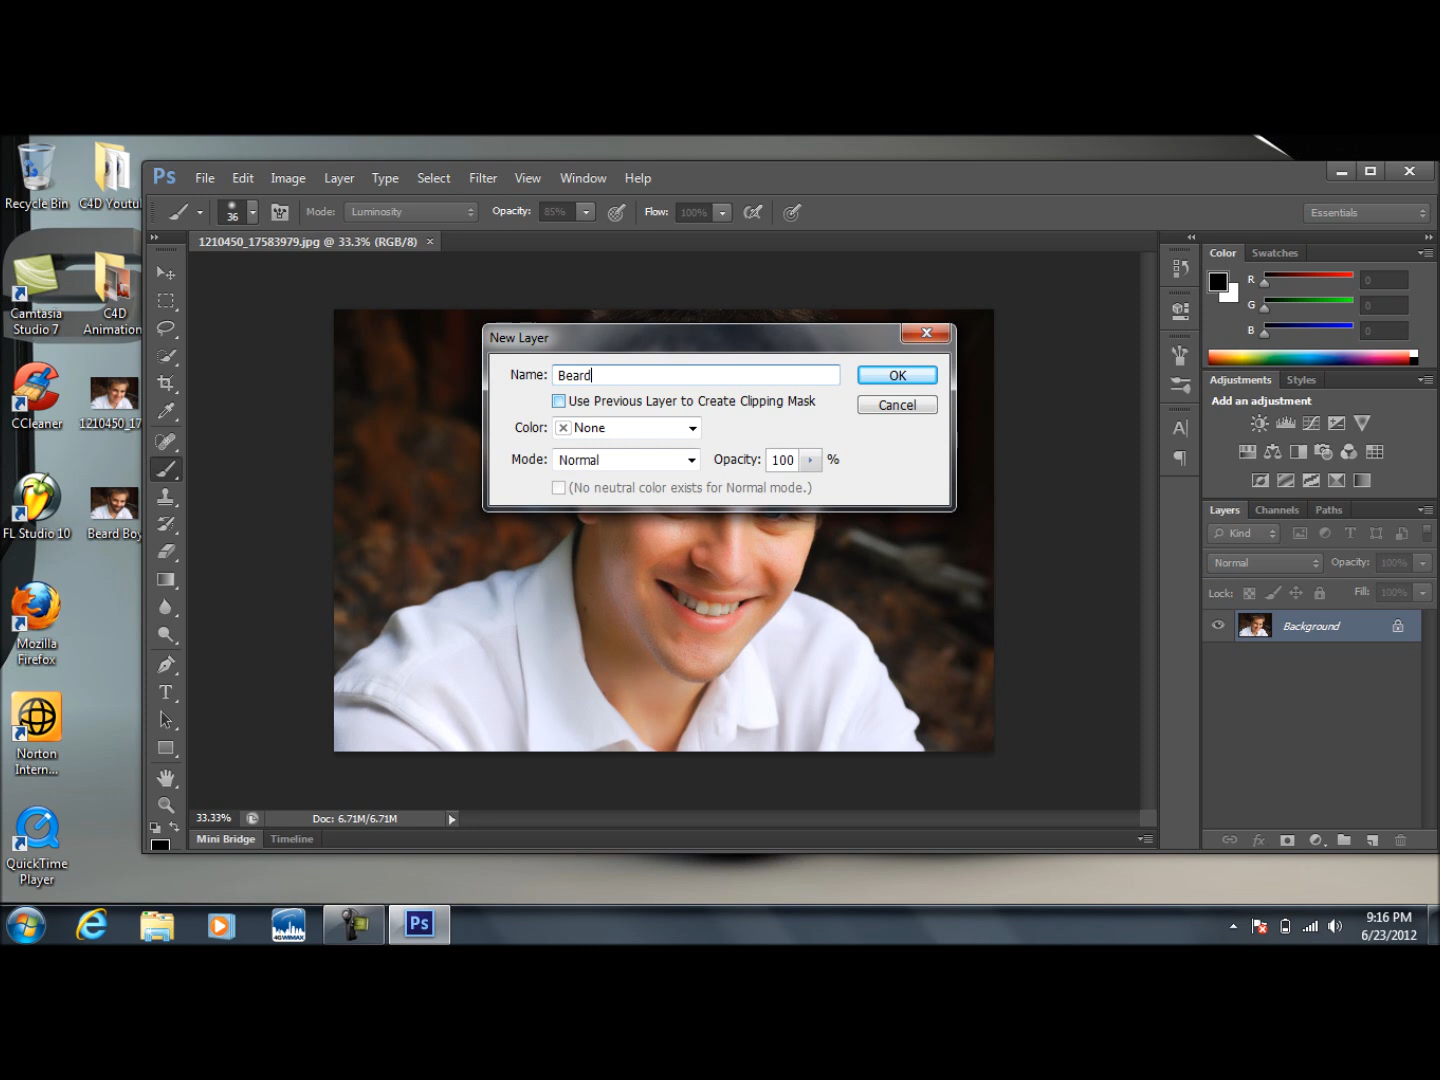 Recycle Bin
C4D Youtu
Camtasia
Studio 7
C4D
Animation
CCleaner
1210450_17
FL Studio 10
Beard Boy
Mozilla
Firefox
Norton
Intern...
QuickTime
Player
Ps File Edit Image Layer Type Select Filter View Window Help
36 Mode: Luminosity Opacity: 85% Flow: 100% Essentials
1210450_17583979.jpg @ 33.3% (RGB/8) ×
New Layer
Name: Beard OK
Use Previous Layer to Create Clipping Mask Cancel
Color: None
Mode: Normal Opacity: 100 %
(No neutral color exists for Normal mode.)
Color Swatches
R 0
G 0
B 0
Adjustments Styles
Add an adjustment
Layers Channels Paths
Kind
Normal Opacity: 100%
Lock: Fill: 100%
Background
33.33% Doc: 6.71M/6.71M
Mini Bridge Timeline
4GWIMAX
Ps
9:16 PM
6/23/2012